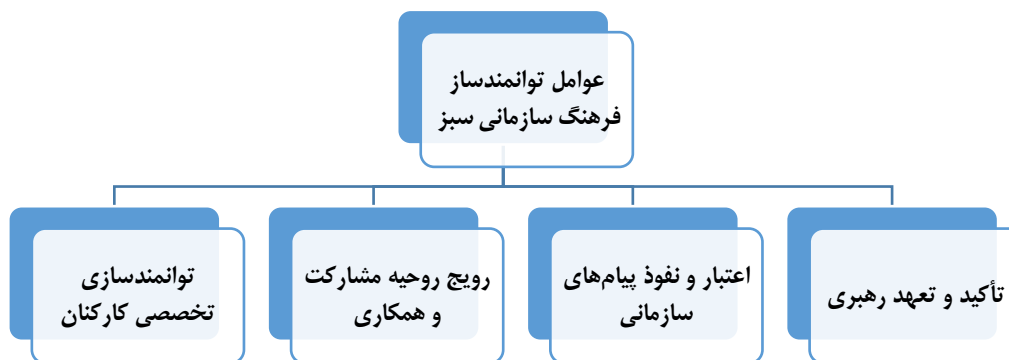 عوامل توانمندساز
فرهنگ سازمانی سبز
تأکید و تعهد رهبری
اعتبار و نفوذ پیام‌های
سازمانی
رویج روحیه مشارکت
و همکاری
توانمندسازی
تخصصی کارکنان